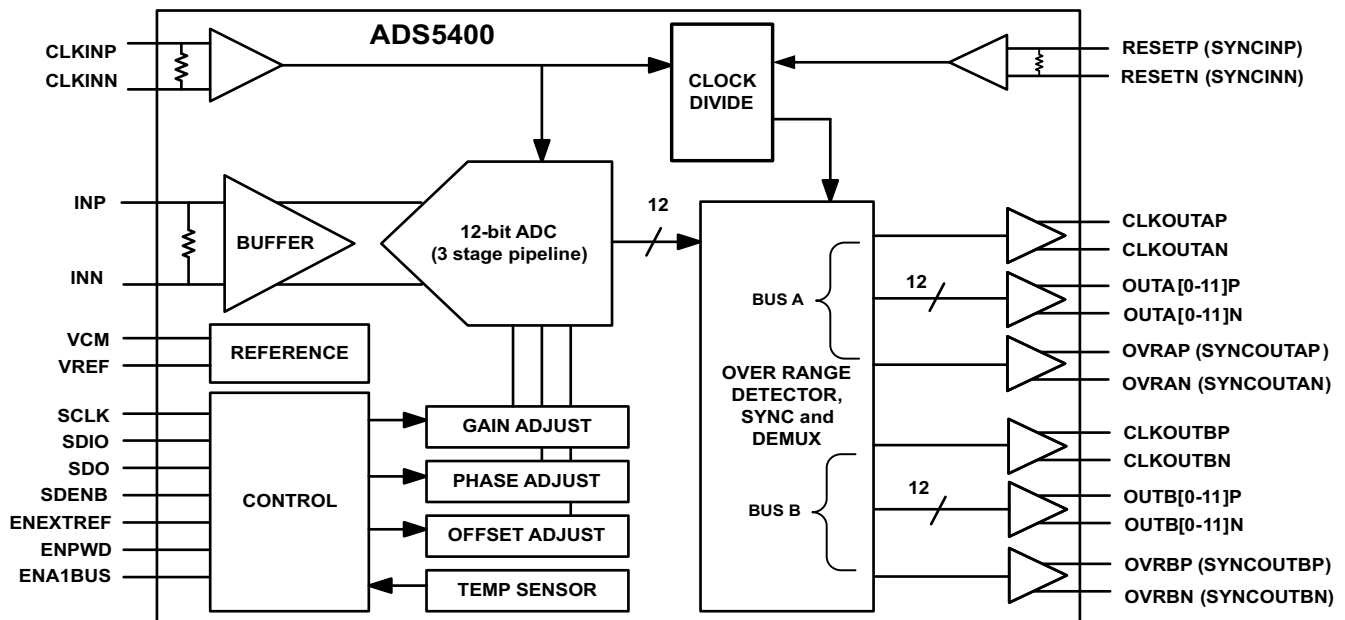 ADS5400
CLKINP
CLKINN
CLOCK
DIVIDE
RESETP (SYNCINP)
RESETN (SYNCINN)
INP
INN
BUFFER
12-bit ADC
(3 stage pipeline)
12
VCM
VREF
REFERENCE
SCLK
SDIO
SDO
SDENB
ENEXTREF
ENPWD
ENA1BUS
CONTROL
GAIN ADJUST
PHASE ADJUST
OFFSET ADJUST
TEMP SENSOR
BUS A
OVER RANGE
DETECTOR,
SYNC and
DEMUX
BUS B
12
12
CLKOUTAP
CLKOUTAN
OUTA[0-11]P
OUTA[0-11]N
OVRAP (SYNCOUTAP)
OVRAN (SYNCOUTAN)
CLKOUTBP
CLKOUTBN
OUTB[0-11]P
OUTB[0-11]N
OVRBP (SYNCOUTBP)
OVRBN (SYNCOUTBN)